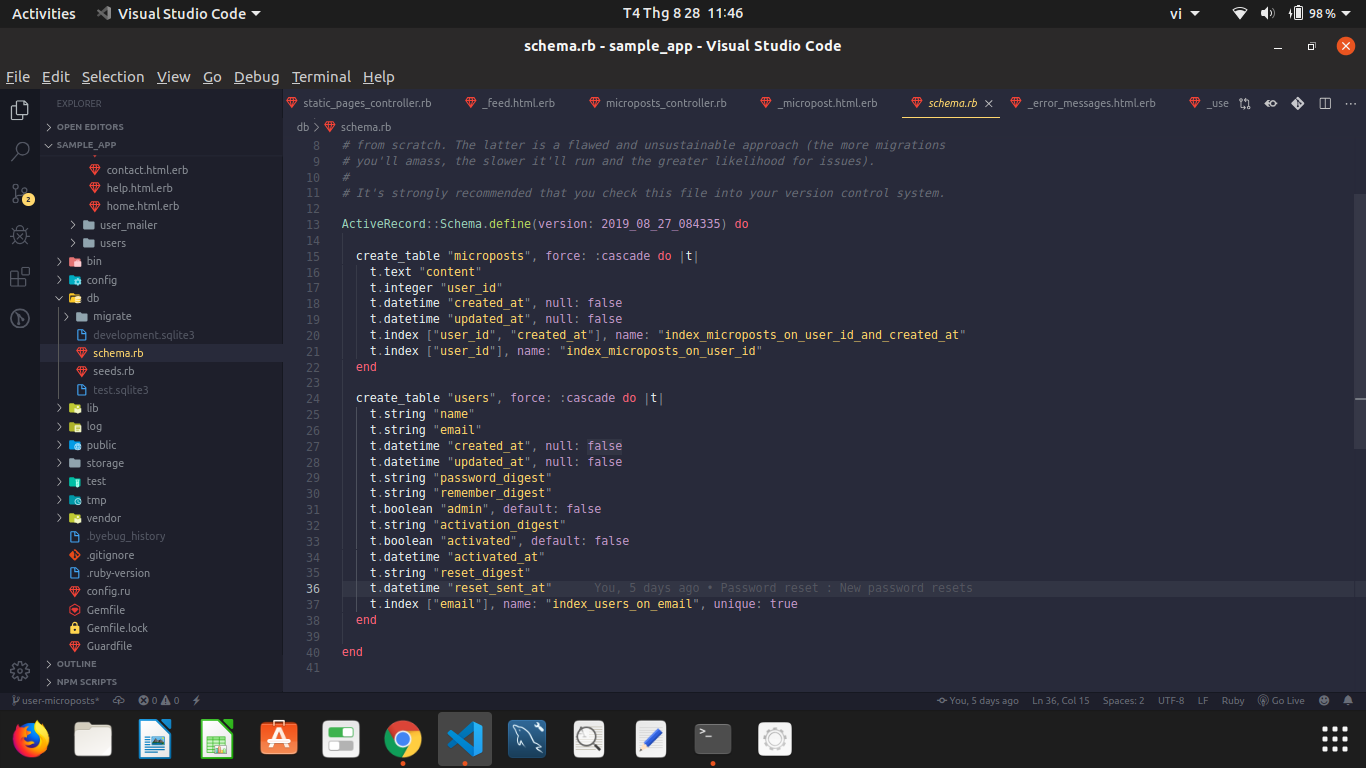 Activities
Visual Studio Code
T4 Thg 8 28 11:46
vi
98 %
schema.rb - sample_app - Visual Studio Code
File Edit Selection View Go Debug Terminal Help
EXPLORER
OPEN EDITORS
SAMPLE_APP
contact.html.erb
help.html.erb
home.html.erb
user_mailer
users
bin
config
db
migrate
development.sqlite3
schema.rb
seeds.rb
test.sqlite3
lib
log
public
storage
test
tmp
vendor
.byebug_history
.gitignore
.ruby-version
config.ru
Gemfile
Gemfile.lock
Guardfile
OUTLINE
NPM SCRIPTS
2
static_pages_controller.rb _feed.html.erb microposts_controller.rb _micropost.html.erb schema.rb _error_messages.html.erb _use
db > schema.rb
8 # from scratch. The latter is a flawed and unsustainable approach (the more migrations
9 # you'll amass, the slower it'll run and the greater likelihood for issues).
10 #
11 # It's strongly recommended that you check this file into your version control system.
12
13 ActiveRecord::Schema.define(version: 2019_08_27_084335) do
14
15 create_table "microposts", force: :cascade do |t|
16 t.text "content"
17 t.integer "user_id"
18 t.datetime "created_at", null: false
19 t.datetime "updated_at", null: false
20 t.index ["user_id", "created_at"], name: "index_microposts_on_user_id_and_created_at"
21 t.index ["user_id"], name: "index_microposts_on_user_id"
22 end
23
24 create_table "users", force: :cascade do |t|
25 t.string "name"
26 t.string "email"
27 t.datetime "created_at", null: false
28 t.datetime "updated_at", null: false
29 t.string "password_digest"
30 t.string "remember_digest"
31 t.boolean "admin", default: false
32 t.string "activation_digest"
33 t.boolean "activated", default: false
34 t.datetime "activated_at"
35 t.string "reset_digest"
36 t.datetime "reset_sent_at" You, 5 days ago • Password reset : New password resets
37 t.index ["email"], name: "index_users_on_email", unique: true
38 end
39
40 end
41
user-microposts* 0 0 You, 5 days ago Ln 36, Col 15 Spaces: 2 UTF-8 LF Ruby Go Live